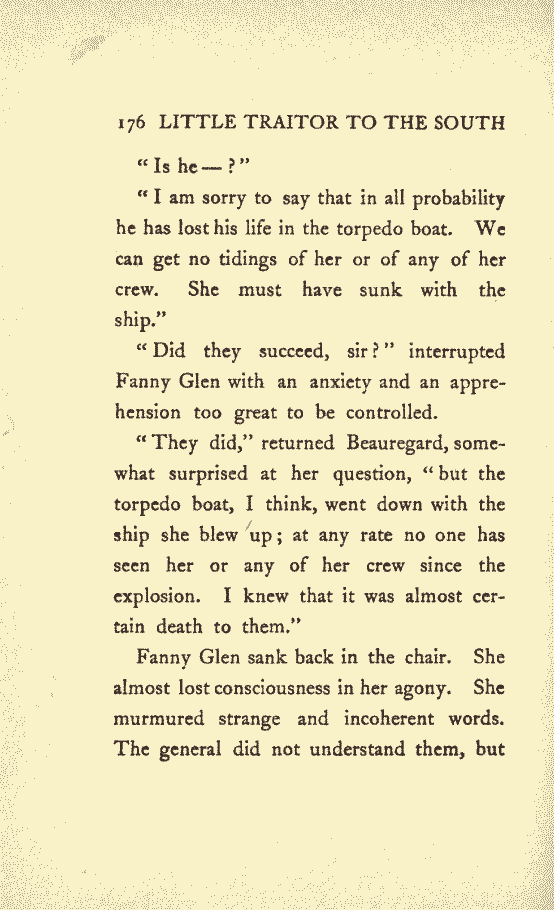 176 LITTLE TRAITOR TO THE SOUTH
“ Is he — ? ”
“ I am sorry to say that in all probability
he has lost his life in the torpedo boat. We
can get no tidings of her or of any of her
crew. She must have sunk with the
ship.”
“ Did they succeed, sir ? ” interrupted
Fanny Glen with an anxiety and an appre-
hension too great to be controlled.
“ They did,” returned Beauregard, some-
what surprised at her question, “ but the
torpedo boat, I think, went down with the
ship she blew up ; at any rate no one has
seen her or any of her crew since the
explosion. I knew that it was almost cer-
tain death to them.”
Fanny Glen sank back in the chair. She
almost lost consciousness in her agony. She
murmured strange and incoherent words.
The general did not understand them, but